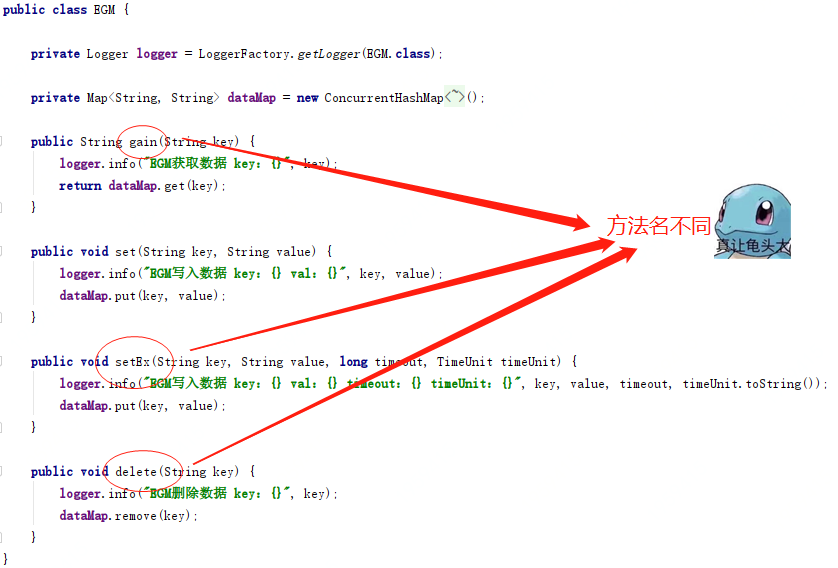 public class EGM {
private Logger logger = LoggerFactory.getLogger(EGM.class);
private Map<String, String> dataMap = new ConcurrentHashMap<~>();
public String gain(String key) {
logger.info("EGM获取数据 key: {}", key);
return dataMap.get(key);
}
public void set(String key, String value) {
logger.info("EGM写入数据 key: {} val: {}", key, value);
dataMap.put(key, value);
}
public void setEx(String key, String value, long timeout, TimeUnit timeUnit) {
logger.info("EGM写入数据 key: {} val: {} timeout: {} timeUnit: {}", key, value, timeout, timeUnit.toString());
dataMap.put(key, value);
}
public void delete(String key) {
logger.info("EGM删除数据 key: {}", key);
dataMap.remove(key);
}
}
方法名不同
真让龟头大